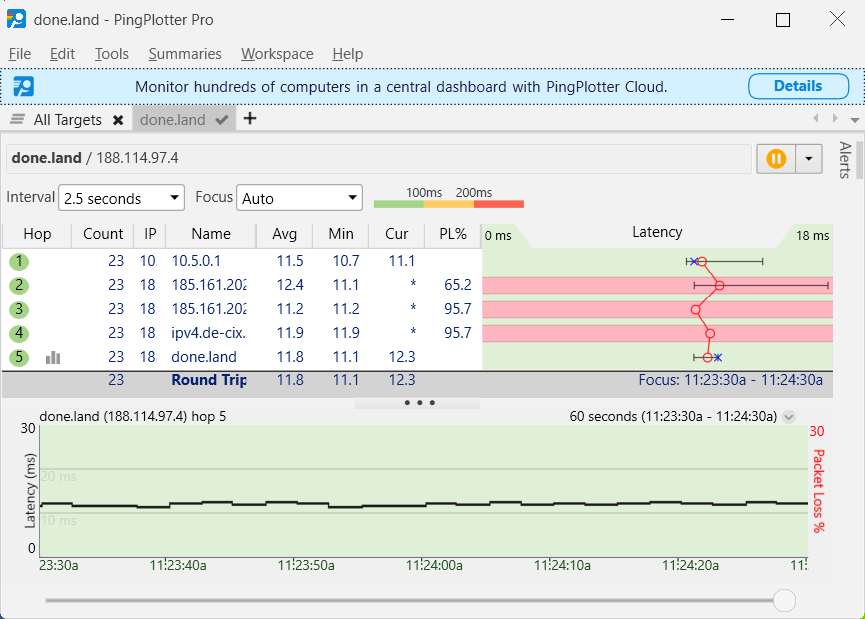 done.land - PingPlotter Pro
File Edit Tools Summaries Workspace Help
Monitor hundreds of computers in a central dashboard with PingPlotter Cloud. Details
All Targets done.land
done.land / 188.114.97.4
Alerts
Interval 2.5 seconds Focus Auto 100ms 200ms
Hop Count IP Name Avg Min Cur PL% 0 ms Latency 18 ms
1 23 10 10.5.0.1 11.5 10.7 11.1
2 23 18 185.161.202 12.4 11.1 * 65.2
3 23 18 185.161.202 11.2 11.2 * 95.7
4 23 18 ipv4.de-cix. 11.9 11.9 * 95.7
5 23 18 done.land 11.8 11.1 12.3
23 Round Trip 11.8 11.1 12.3 Focus: 11:23:30a - 11:24:30a
done.land (188.114.97.4) hop 5 60 seconds (11:23:30a - 11:24:30a)
30 30
Latency (ms)
Packet Loss %
20 ms
10 ms
0
23:30a 11:23:40a 11:23:50a 11:24:00a 11:24:10a 11:24:20a 11: